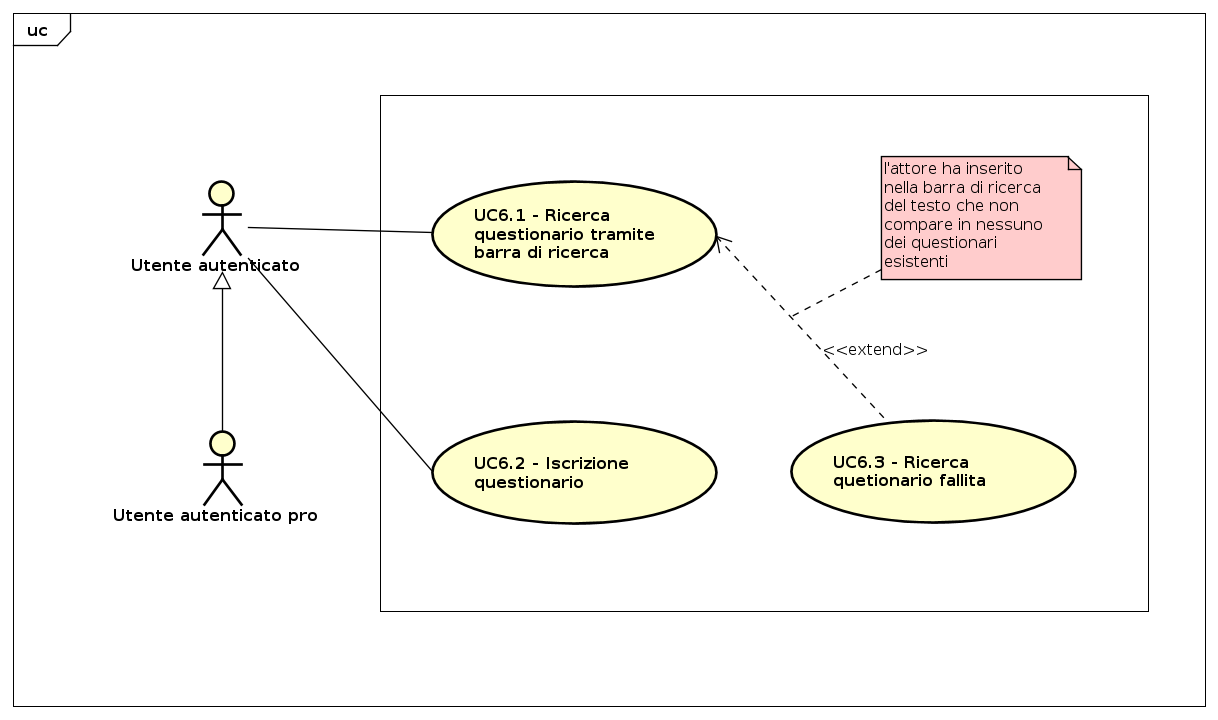 uc
l'attore ha inserito
nella barra di ricerca
del testo che non
compare in nessuno
dei questionari
esistenti
UC6.1 - Ricerca
questionario tramite
barra di ricerca
Utente autenticato
<<extend>>
UC6.2 - Iscrizione
questionario
UC6.3 - Ricerca
quetionario fallita
Utente autenticato pro